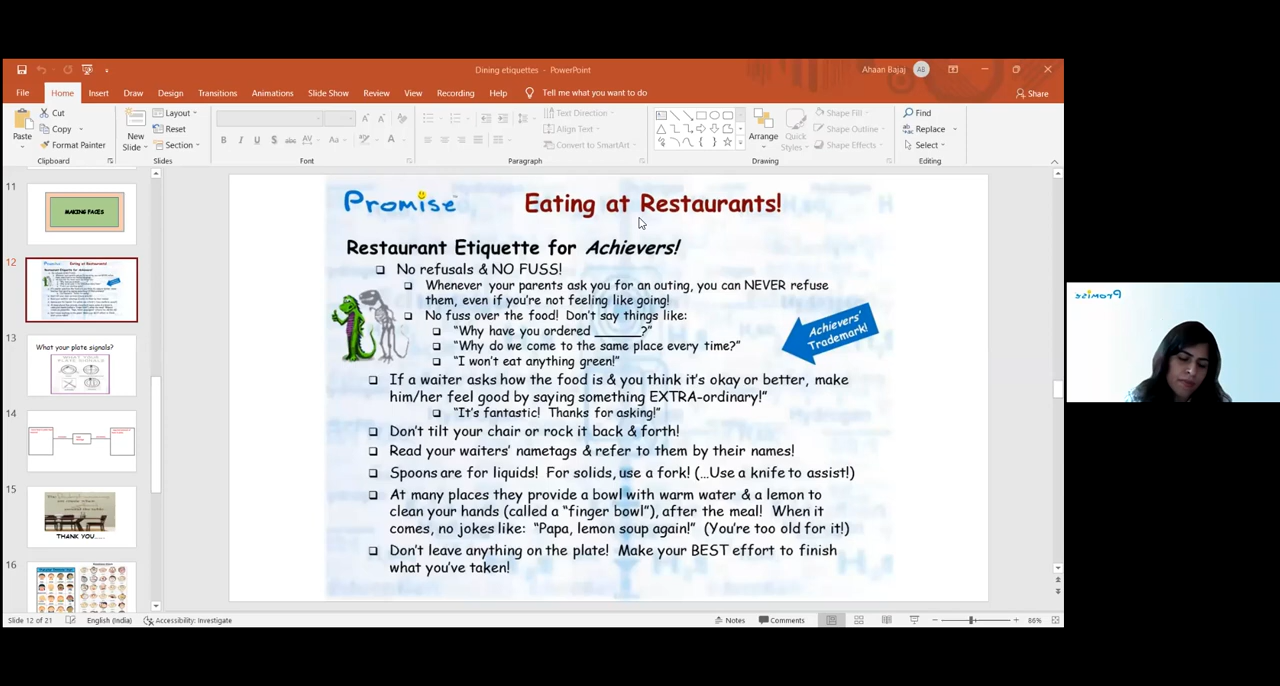 Dining etiquettes - PowerPoint
Ahaan Bajaj AB
File Home Insert Draw Design Transitions Animations Slide Show Review View Recording Help Tell me what you want to do Share
Paste
Cut
Copy
Format Painter
Clipboard
New Slide
Layout
Reset
Section
Slides
B I U S abc AV Aa A
Font
Text Direction
Align Text
Convert to SmartArt
Paragraph
Arrange
Quick Styles
Shape Fill
Shape Outline
Shape Effects
Drawing
Find
Replace
Select
Editing
11
MAKING FACES
12
13
What your plate signals?
14
15
THANK YOU.....
16
Promise
Eating at Restaurants!
Restaurant Etiquette for Achievers!
No refusals & NO FUSS!
Whenever your parents ask you for an outing, you can NEVER refuse
them, even if you're not feeling like going!
No fuss over the food! Don't say things like:
"Why have you ordered ______?"
"Why do we come to the same place every time?"
"I won't eat anything green!"
Achievers'
Trademark!
If a waiter asks how the food is & you think it's okay or better, make
him/her feel good by saying something EXTRA-ordinary!"
"It's fantastic! Thanks for asking!"
Don't tilt your chair or rock it back & forth!
Read your waiters' nametags & refer to them by their names!
Spoons are for liquids! For solids, use a fork! (...Use a knife to assist!)
At many places they provide a bowl with warm water & a lemon to
clean your hands (called a "finger bowl"), after the meal! When it
comes, no jokes like: "Papa, lemon soup again!" (You're too old for it!)
Don't leave anything on the plate! Make your BEST effort to finish
what you've taken!
Promise
Slide 12 of 21 English (India) Accessibility: Investigate Notes Comments 86%